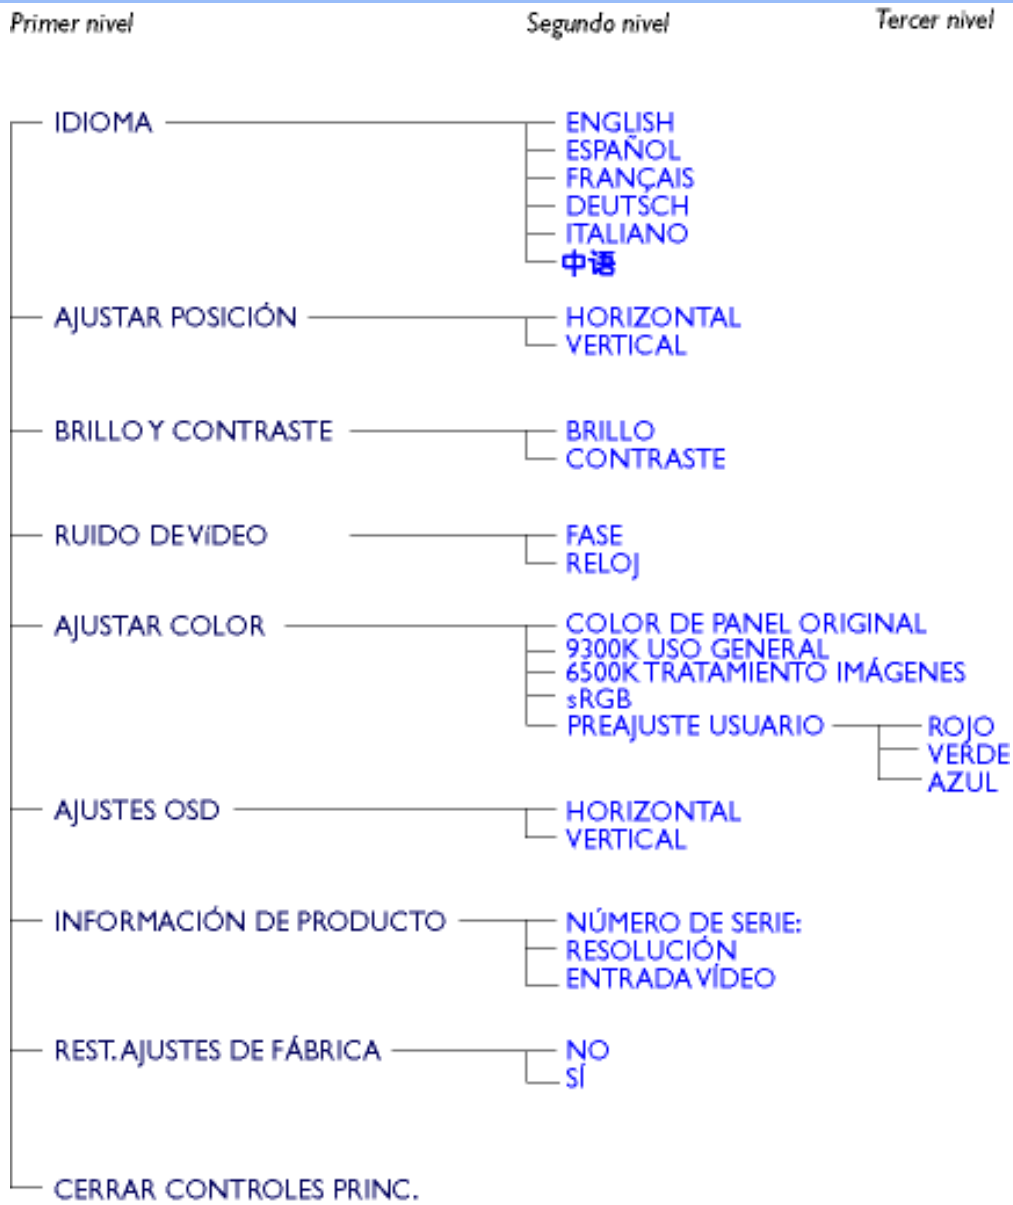 Primer nivel Segundo nivel Tercer nivel
IDIOMA ENGLISH
ESPAÑOL
FRANÇAIS
DEUTSCH
ITALIANO
中语
AJUSTAR POSICIÓN HORIZONTAL
VERTICAL
BRILLO Y CONTRASTE BRILLO
CONTRASTE
RUIDO DE VíDEO FASE
RELOJ
AJUSTAR COLOR COLOR DE PANEL ORIGINAL
9300K USO GENERAL
6500K TRATAMIENTO IMÁGENES
sRGB
PREAJUSTE USUARIO ROJO
VERDE
AZUL
AJUSTES OSD HORIZONTAL
VERTICAL
INFORMACIÓN DE PRODUCTO NÚMERO DE SERIE:
RESOLUCIÓN
ENTRADA VÍDEO
REST. AJUSTES DE FÁBRICA NO
SÍ
CERRAR CONTROLES PRINC.